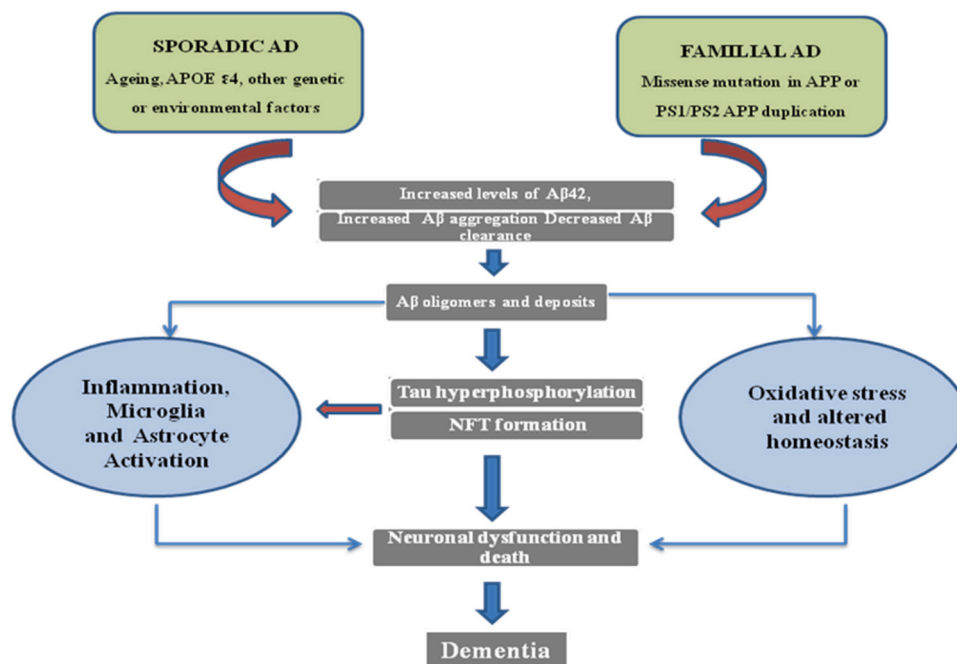 SPORADIC AD
Ageing, APOE ε4, other genetic
or environmental factors
FAMILIAL AD
Missense mutation in APP or
PS1/PS2 APP duplication
Increased levels of Aβ42,
Increased Aβ aggregation Decreased Aβ
clearance
Aβ oligomers and deposits
Inflammation,
Microglia
and Astrocyte
Activation
Tau hyperphosphorylation
NFT formation
Oxidative stress
and altered
homeostasis
Neuronal dysfunction and
death
Dementia